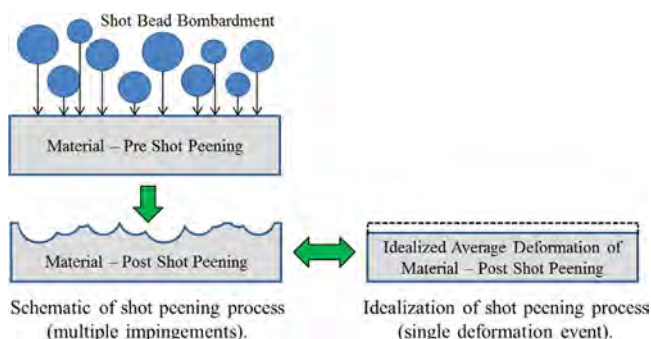 Shot Bead Bombardment
Material – Pre Shot Peening
Material – Post Shot Peening
Idealized Average Deformation of
Material – Post Shot Peening
Schematic of shot peening process
(multiple impingements).
Idealization of shot peening process
(single deformation event).